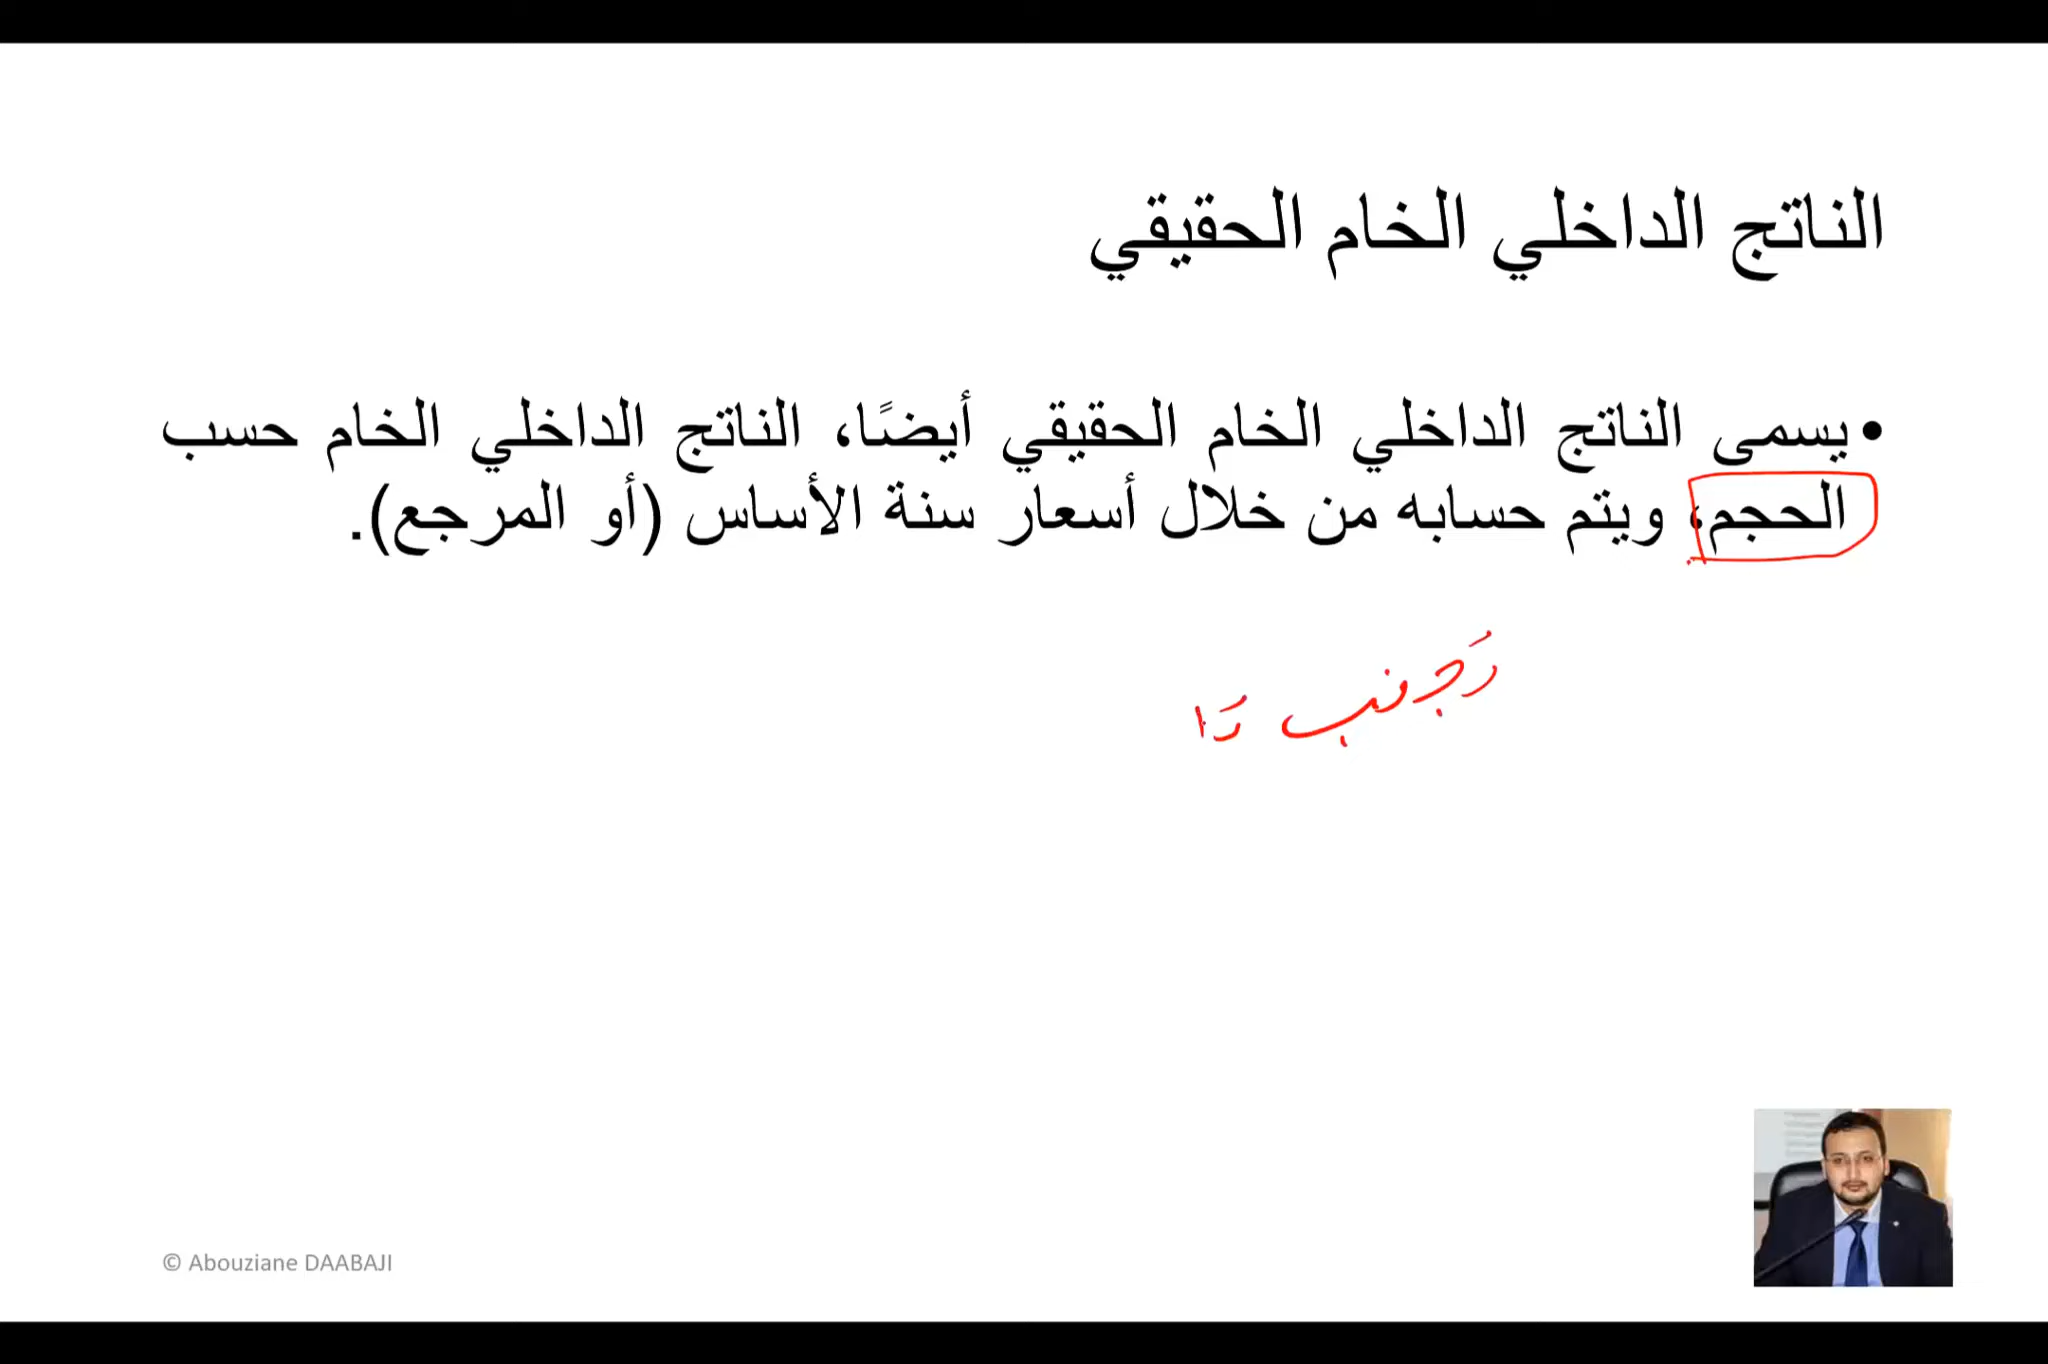 الناتج الداخلي الخام الحقيقي
• يسمى الناتج الداخلي الخام الحقيقي أيضًا، الناتج الداخلي الخام حسب
الحجم، ويتم حسابه من خلال أسعار سنة الأساس (أو المرجع).
© Abouziane DAABAJI